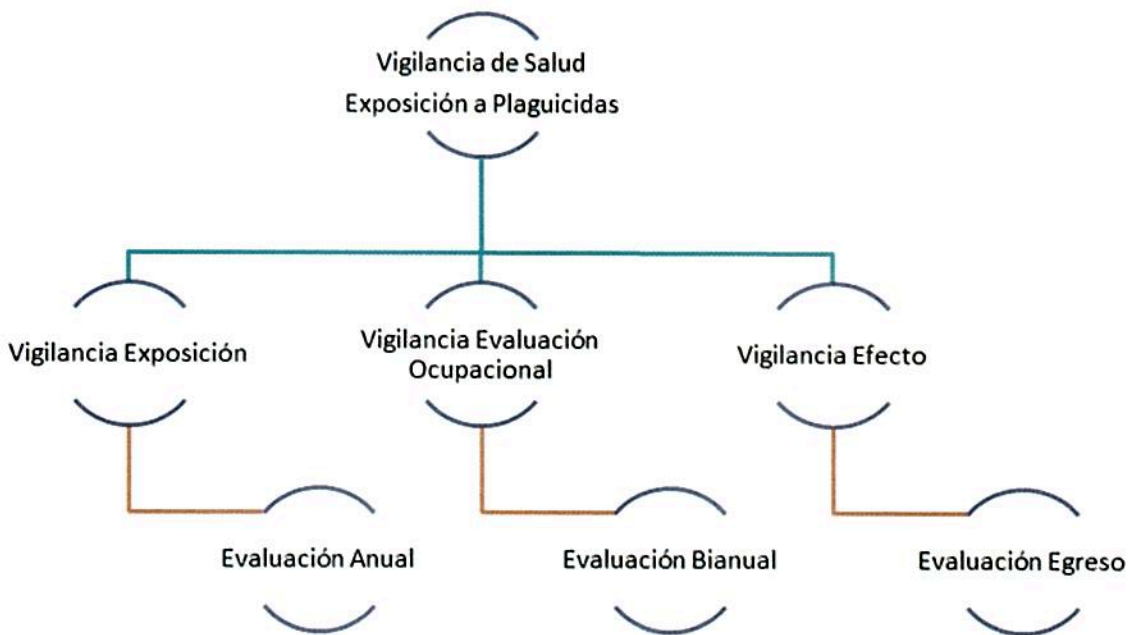 Vigilancia de Salud
Exposición a Plaguicidas
Vigilancia Exposición
Vigilancia Evaluación
Ocupacional
Vigilancia Efecto
Evaluación Anual
Evaluación Bianual
Evaluación Egreso